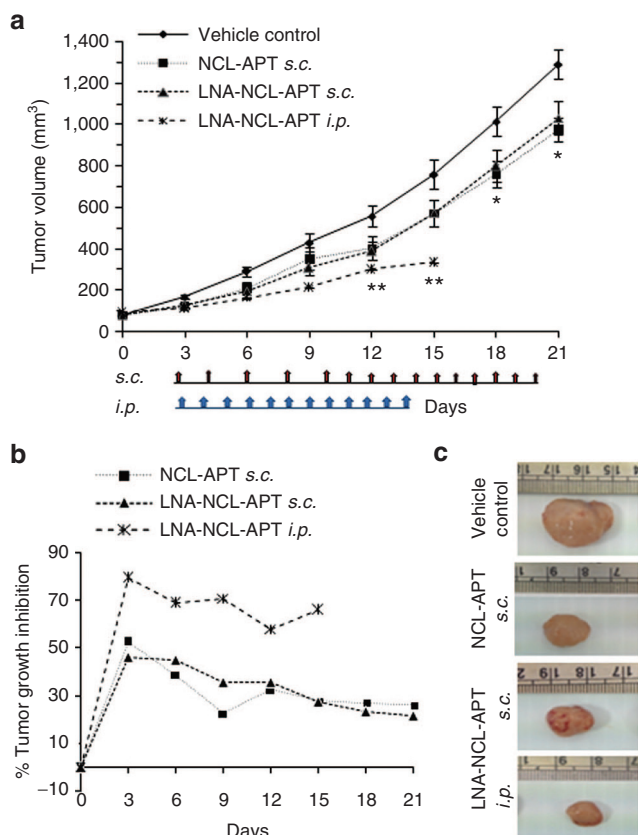 a
Vehicle control
NCL-APT s.c.
LNA-NCL-APT s.c.
LNA-NCL-APT i.p.
Tumor volume (mm³)
1,400
1,200
1,000
800
600
400
200
0
** ** * *
0 3 6 9 12 15 18 21
s.c.
i.p. Days
b
NCL-APT s.c.
LNA-NCL-APT s.c.
LNA-NCL-APT i.p.
% Tumor growth inhibition
90
70
50
30
10
−10
0 3 6 9 12 15 18 21
Days
c
Vehicle control
NCL-APT s.c.
LNA-NCL-APT
s.c.
i.p.